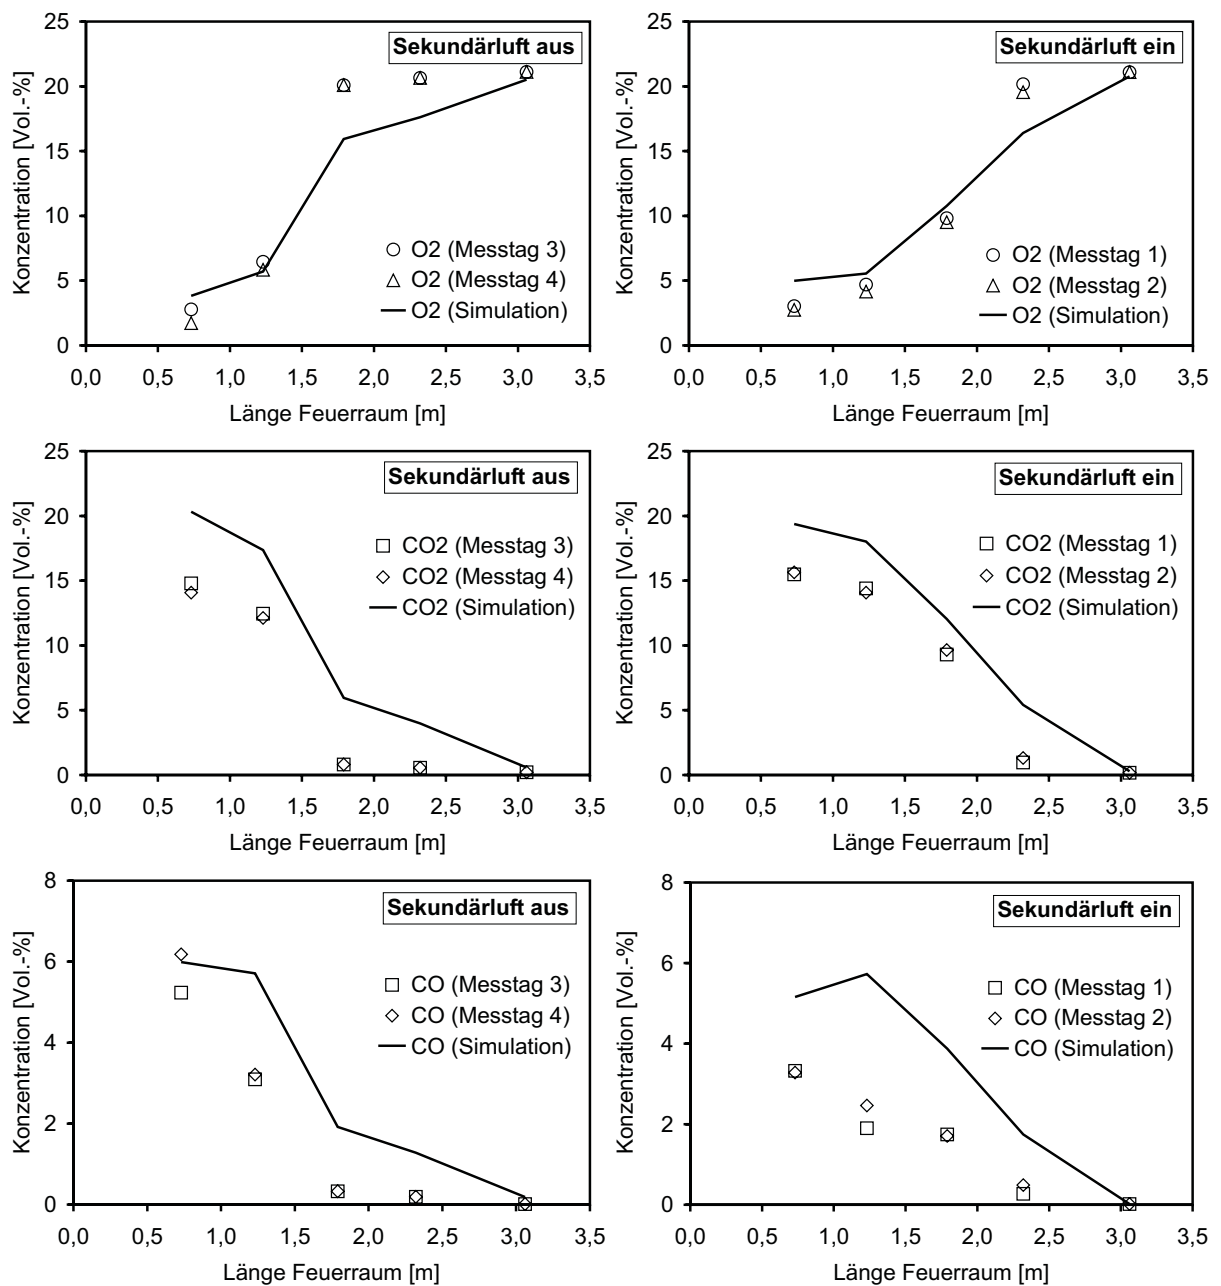 Sekundärluft aus
Konzentration [Vol.-%]
25
20
15
10
5
0
O2 (Messtag 3)
O2 (Messtag 4)
O2 (Simulation)
0,0 0,5 1,0 1,5 2,0 2,5 3,0 3,5
Länge Feuerraum [m]
Sekundärluft ein
Konzentration [Vol.-%]
25
20
15
10
5
0
O2 (Messtag 1)
O2 (Messtag 2)
O2 (Simulation)
0,0 0,5 1,0 1,5 2,0 2,5 3,0 3,5
Länge Feuerraum [m]
Sekundärluft aus
Konzentration [Vol.-%]
25
20
15
10
5
0
CO2 (Messtag 3)
CO2 (Messtag 4)
CO2 (Simulation)
0,0 0,5 1,0 1,5 2,0 2,5 3,0 3,5
Länge Feuerraum [m]
Sekundärluft ein
Konzentration [Vol.-%]
25
20
15
10
5
0
CO2 (Messtag 1)
CO2 (Messtag 2)
CO2 (Simulation)
0,0 0,5 1,0 1,5 2,0 2,5 3,0 3,5
Länge Feuerraum [m]
Sekundärluft aus
Konzentration [Vol.-%]
8
6
4
2
0
CO (Messtag 3)
CO (Messtag 4)
CO (Simulation)
0,0 0,5 1,0 1,5 2,0 2,5 3,0 3,5
Länge Feuerraum [m]
Sekundärluft ein
Konzentration [Vol.-%]
8
6
4
2
0
CO (Messtag 1)
CO (Messtag 2)
CO (Simulation)
0,0 0,5 1,0 1,5 2,0 2,5 3,0 3,5
Länge Feuerraum [m]